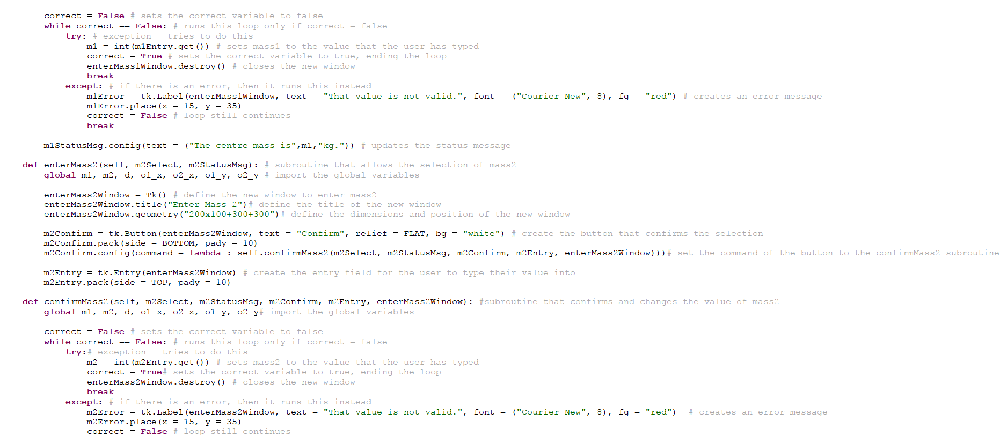 correct = False # sets the correct variable to false
while correct == False: # runs this loop only if correct = false
try: # exception - tries to do this
m1 = int(m1Entry.get()) # sets mass1 to the value that the user has typed
correct = True # sets the correct variable to true, ending the loop
enterMass1Window.destroy() # closes the new window
break
except: # if there is an error, then it runs this instead
m1Error = tk.Label(enterMass1Window, text = "That value is not valid.", font = ("Courier New", 8), fg = "red") # creates an error message
m1Error.place(x = 15, y = 35)
correct = False # loop still continues
break
m1StatusMsg.config(text = ("The centre mass is",m1,"kg.")) # updates the status message
def enterMass2(self, m2Select, m2StatusMsg): # subroutine that allows the selection of mass2
global m1, m2, d, o1_x, o2_x, o1_y, o2_y # import the global variables
enterMass2Window = Tk() # define the new window to enter mass2
enterMass2Window.title("Enter Mass 2")# define the title of the new window
enterMass2Window.geometry("200x100+300+300")# define the dimensions and position of the new window
m2Confirm = tk.Button(enterMass2Window, text = "Confirm", relief = FLAT, bg = "white") # create the button that confirms the selection
m2Confirm.pack(side = BOTTOM, pady = 10)
m2Confirm.config(command = lambda : self.confirmMass2(m2Select, m2StatusMsg, m2Confirm, m2Entry, enterMass2Window)))# set the command of the button to the confirmMass2 subroutine
m2Entry = tk.Entry(enterMass2Window) # create the entry field for the user to type their value into
m2Entry.pack(side = TOP, pady = 10)
def confirmMass2(self, m2Select, m2StatusMsg, m2Confirm, m2Entry, enterMass2Window): #subroutine that confirms and changes the value of mass2
global m1, m2, d, o1_x, o2_x, o1_y, o2_y# import the global variables
correct = False # sets the correct variable to false
while correct == False: # runs this loop only if correct = false
try:# exception - tries to do this
m2 = int(m2Entry.get()) # sets mass2 to the value that the user has typed
correct = True# sets the correct variable to true, ending the loop
enterMass2Window.destroy() # closes the new window
break
except: # if there is an error, then it runs this instead
m2Error = tk.Label(enterMass2Window, text = "That value is not valid.", font = ("Courier New", 8), fg = "red")  # creates an error message
m2Error.place(x = 15, y = 35)
correct = False # loop still continues